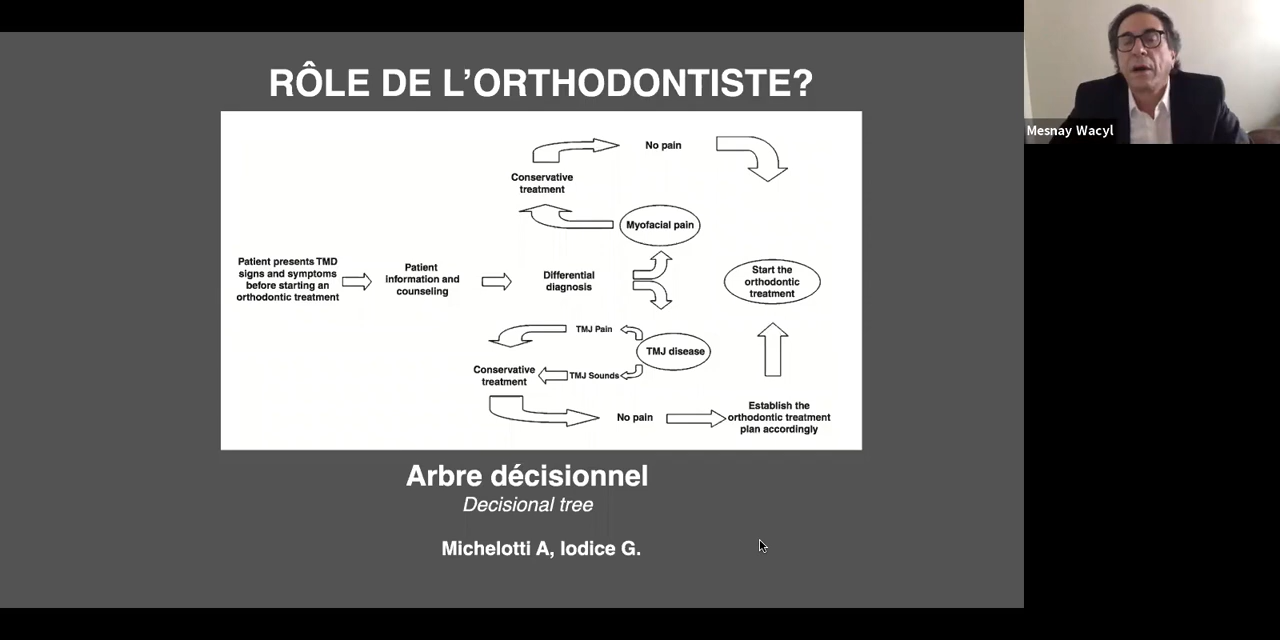 RÔLE DE L'ORTHODONTISTE?
Mesnay Wacyl
No pain
Conservative
treatment
Myofacial pain
Patient presents TMD
signs and symptoms
before starting an
orthodontic treatment
Patient
information and
counseling
Differential
diagnosis
Start the
orthodontic
treatment
TMJ Pain
TMJ disease
Conservative
treatment
TMJ Sounds
No pain
Establish the
orthodontic treatment
plan accordingly
Arbre décisionnel
Decisional tree
Michelotti A, Iodice G.